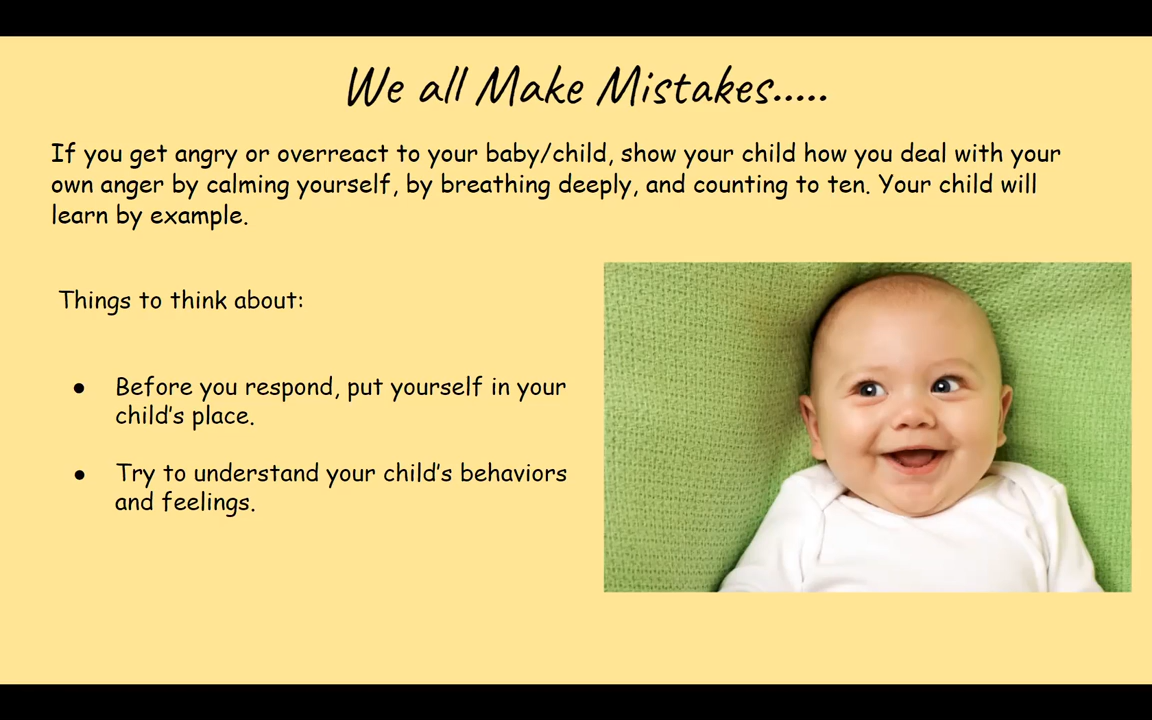 We all Make Mistakes.....
If you get angry or overreact to your baby/child, show your child how you deal with your
own anger by calming yourself, by breathing deeply, and counting to ten. Your child will
learn by example.
Things to think about:
● Before you respond, put yourself in your
child's place.
● Try to understand your child's behaviors
and feelings.